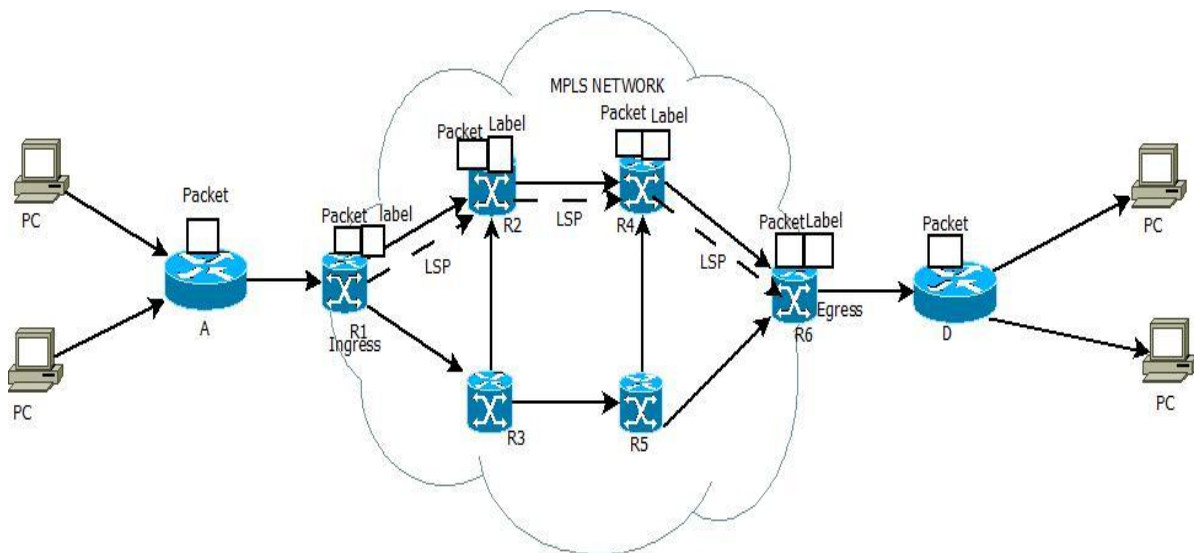 MPLS NETWORK
Packet
Label
Packet
Label
PC
Packet
Packet
label
R2
LSP
R4
Packet
Label
Packet
PC
LSP
LSP
A
R1
Ingress
Egress
R6
D
PC
R3
R5
PC